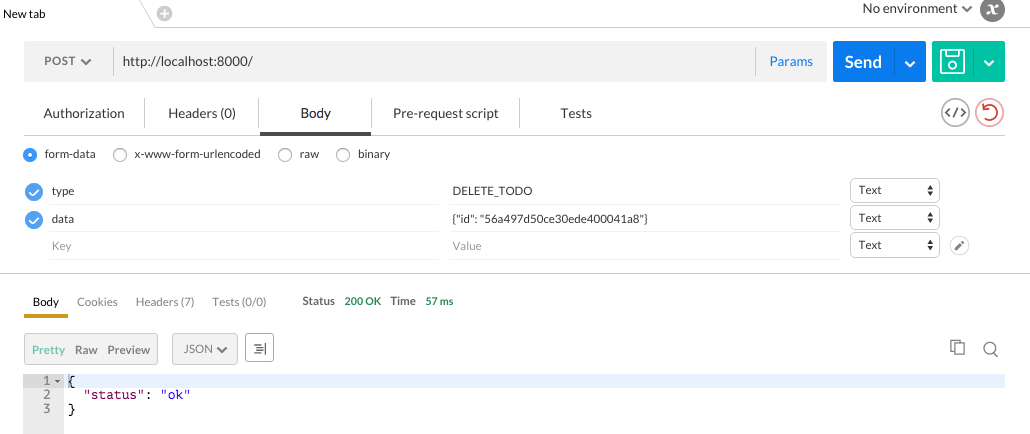 New tab
No environment
POST http://localhost:8000/ Params Send
Authorization Headers (0) Body Pre-request script Tests
form-data x-www-form-urlencoded raw binary
type DELETE_TODO Text
data {"id": "56a497d50ce30ede400041a8"} Text
Key Value Text
Body Cookies Headers (7) Tests (0/0) Status 200 OK Time 57 ms
Pretty Raw Preview JSON
1 {
2 "status": "ok"
3 }